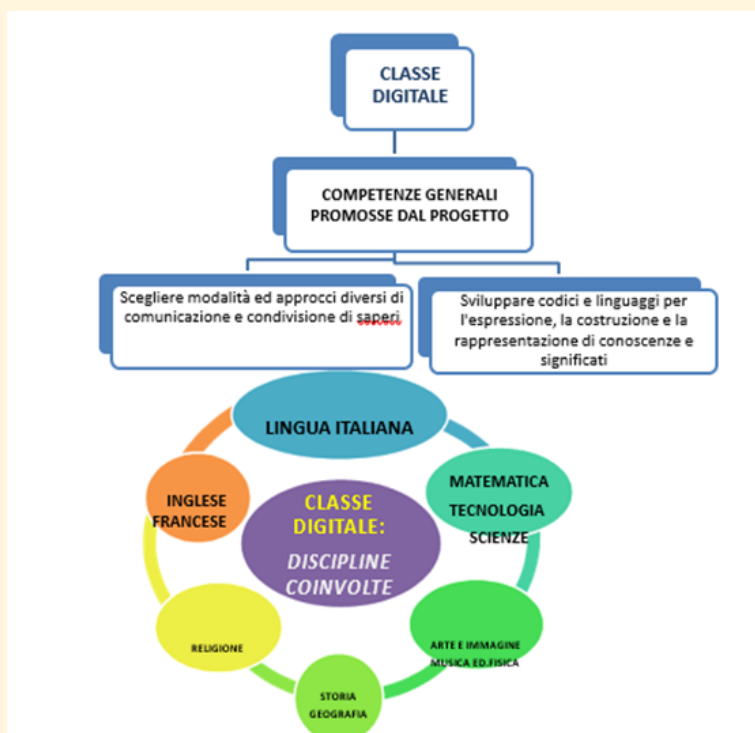 CLASSE
DIGITALE
COMPETENZE GENERALI
PROMOSSE DAL PROGETTO
Scegliere modalità ed approcci diversi di
comunicazione e condivisione di saperi
Sviluppare codici e linguaggi per
l'espressione, la costruzione e la
rappresentazione di conoscenze e
significati
LINGUA ITALIANA
MATEMATICA
TECNOLOGIA
SCIENZE
ARTE E IMMAGINE
MUSICA ED.FISICA
STORIA
GEOGRAFIA
RELIGIONE
INGLESE
FRANCESE
CLASSE
DIGITALE:
DISCIPLINE
COINVOLTE